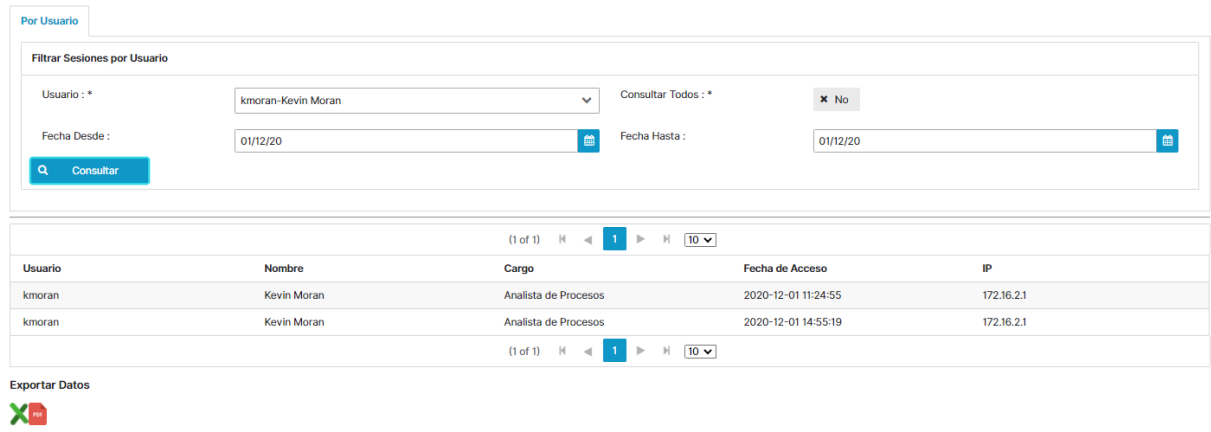 Por Usuario
Filtrar Sesiones por Usuario
Usuario : * kmoran-Kevin Moran Consultar Todos : * No
Fecha Desde : 01/12/20 Fecha Hasta : 01/12/20
Consultar
(1 of 1) 1 10
Usuario Nombre Cargo Fecha de Acceso IP
kmoran Kevin Moran Analista de Procesos 2020-12-01 11:24:55 172.16.2.1
kmoran Kevin Moran Analista de Procesos 2020-12-01 14:55:19 172.16.2.1
(1 of 1) 1 10
Exportar Datos
PDF